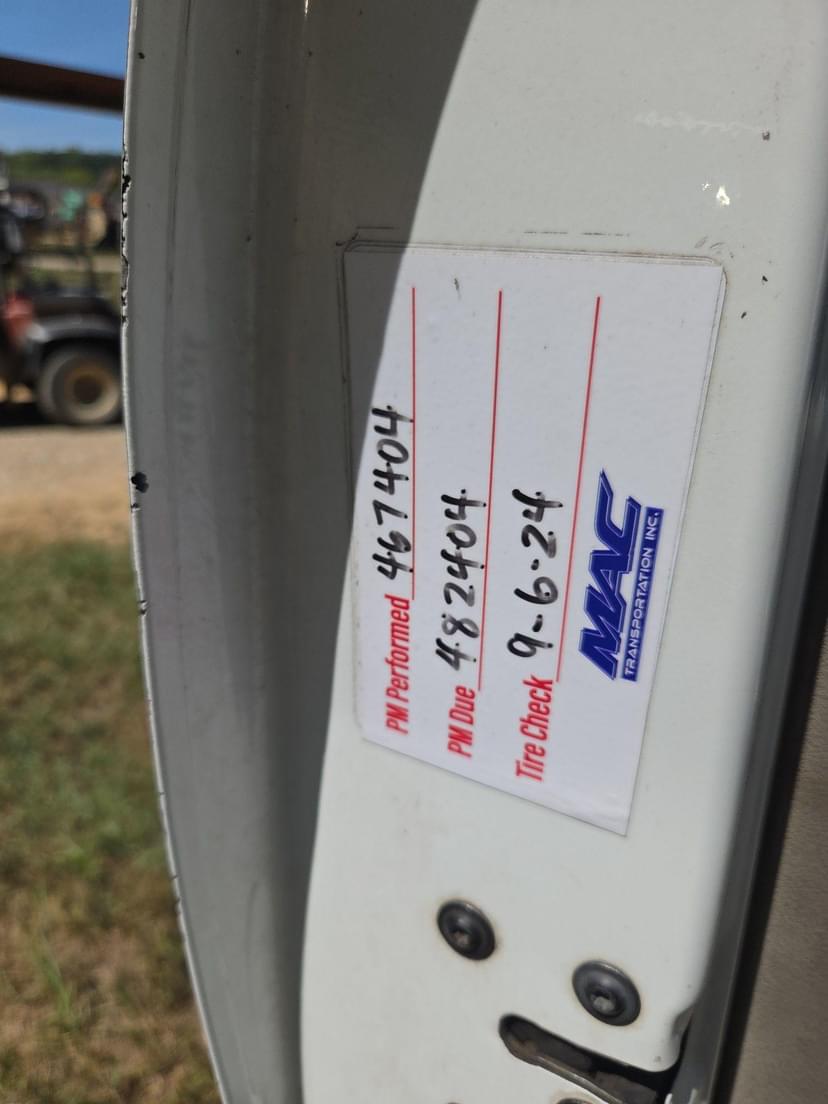 PM Performed 467404
PM Due 482404
Tire Check 9-6-24
MAC
TRANSPORTATION INC.